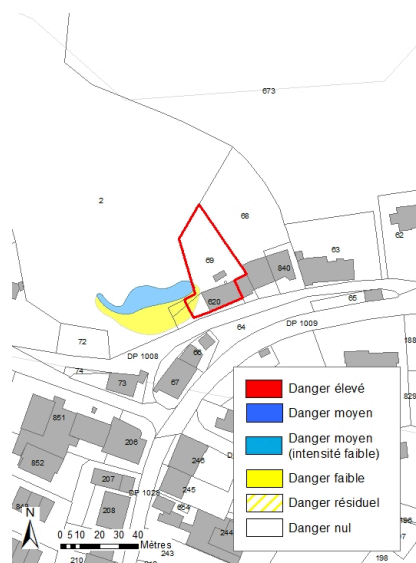 673
2
68
62
69
63
840
620
65
64
DP 1009
72
DP 1008
66
188
74
73
67
829
851
206
852
246
207
245
DP 1028
208
664
244
243
210
198
Danger élevé
Danger moyen
Danger moyen
(intensité faible)
Danger faible
Danger résiduel
Danger nul
N
0 5 10 20 30 40
Mètres